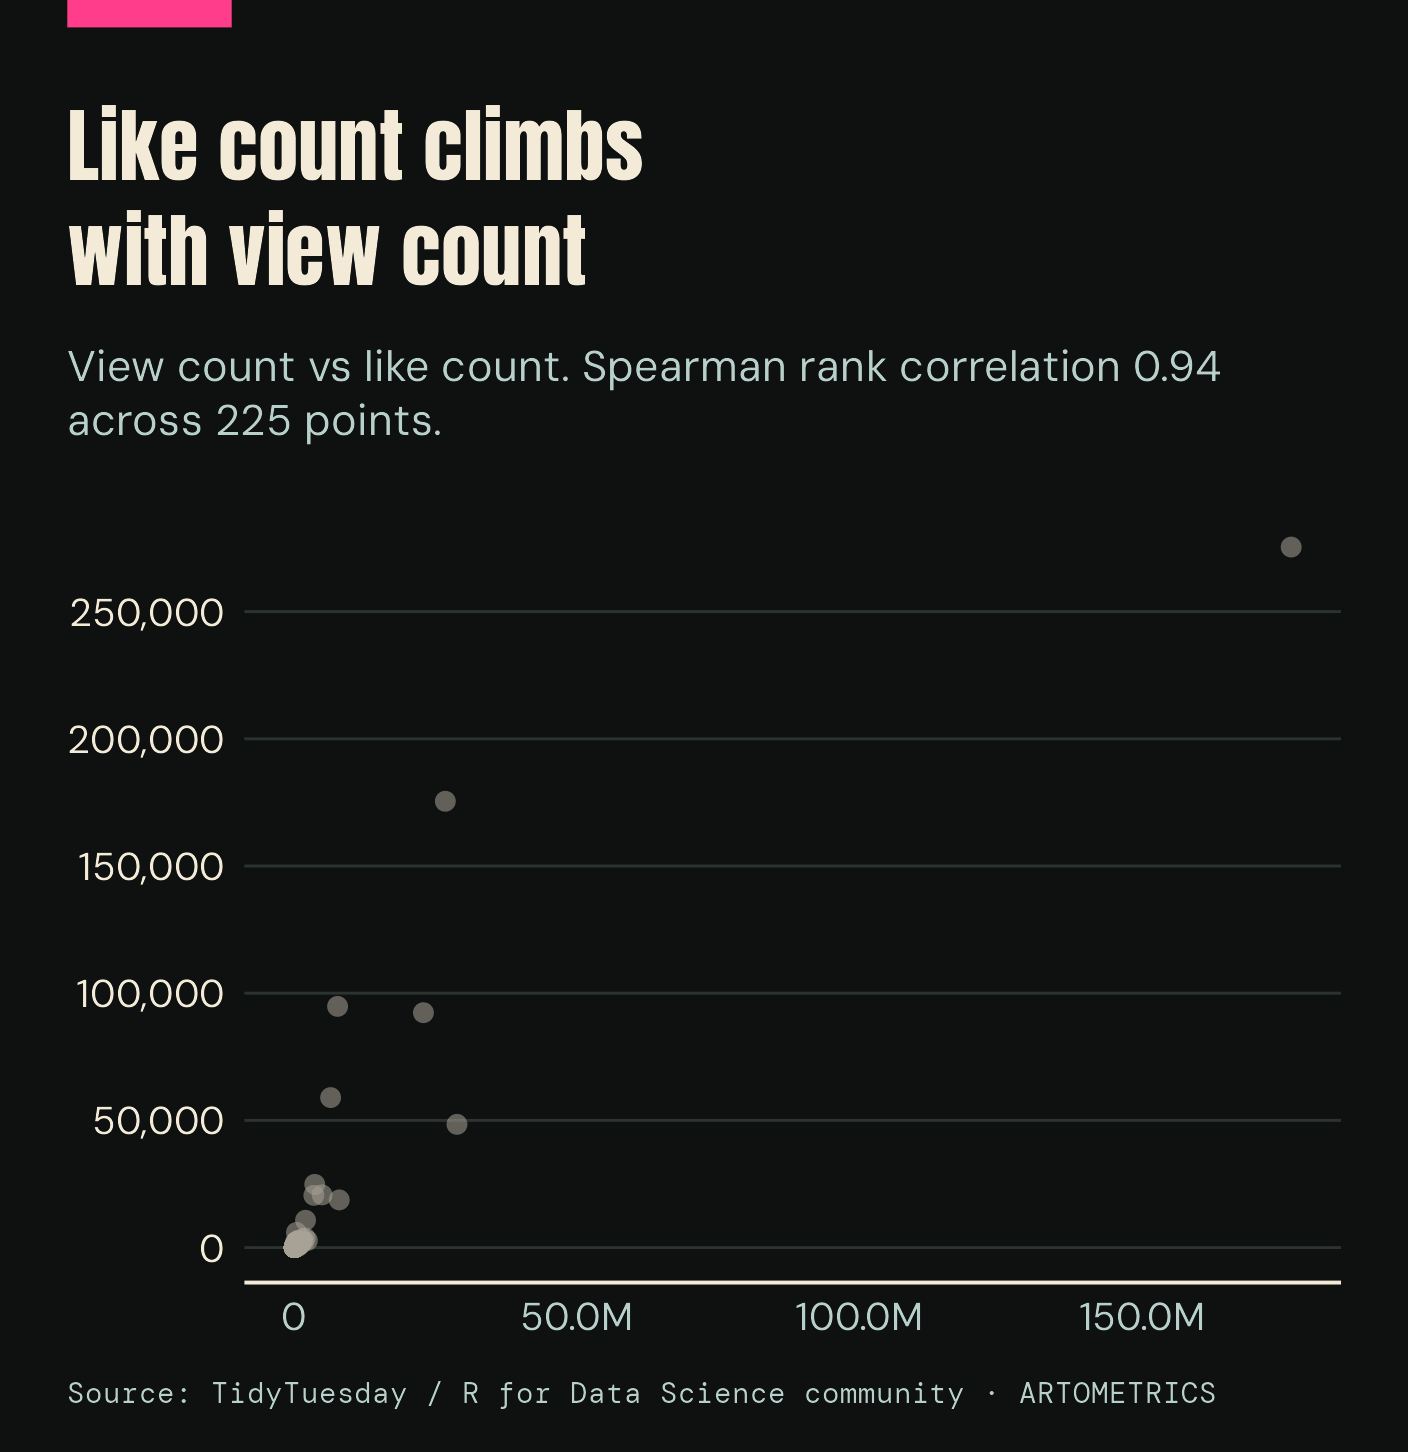 Like count climbs
with view count
View count vs like count. Spearman rank correlation 0.94
across 225 points.
250,000
200,000
150,000
100,000
50,000
0
0 50.0M 100.0M 150.0M
Source: TidyTuesday / R for Data Science community · ARTOMETRICS